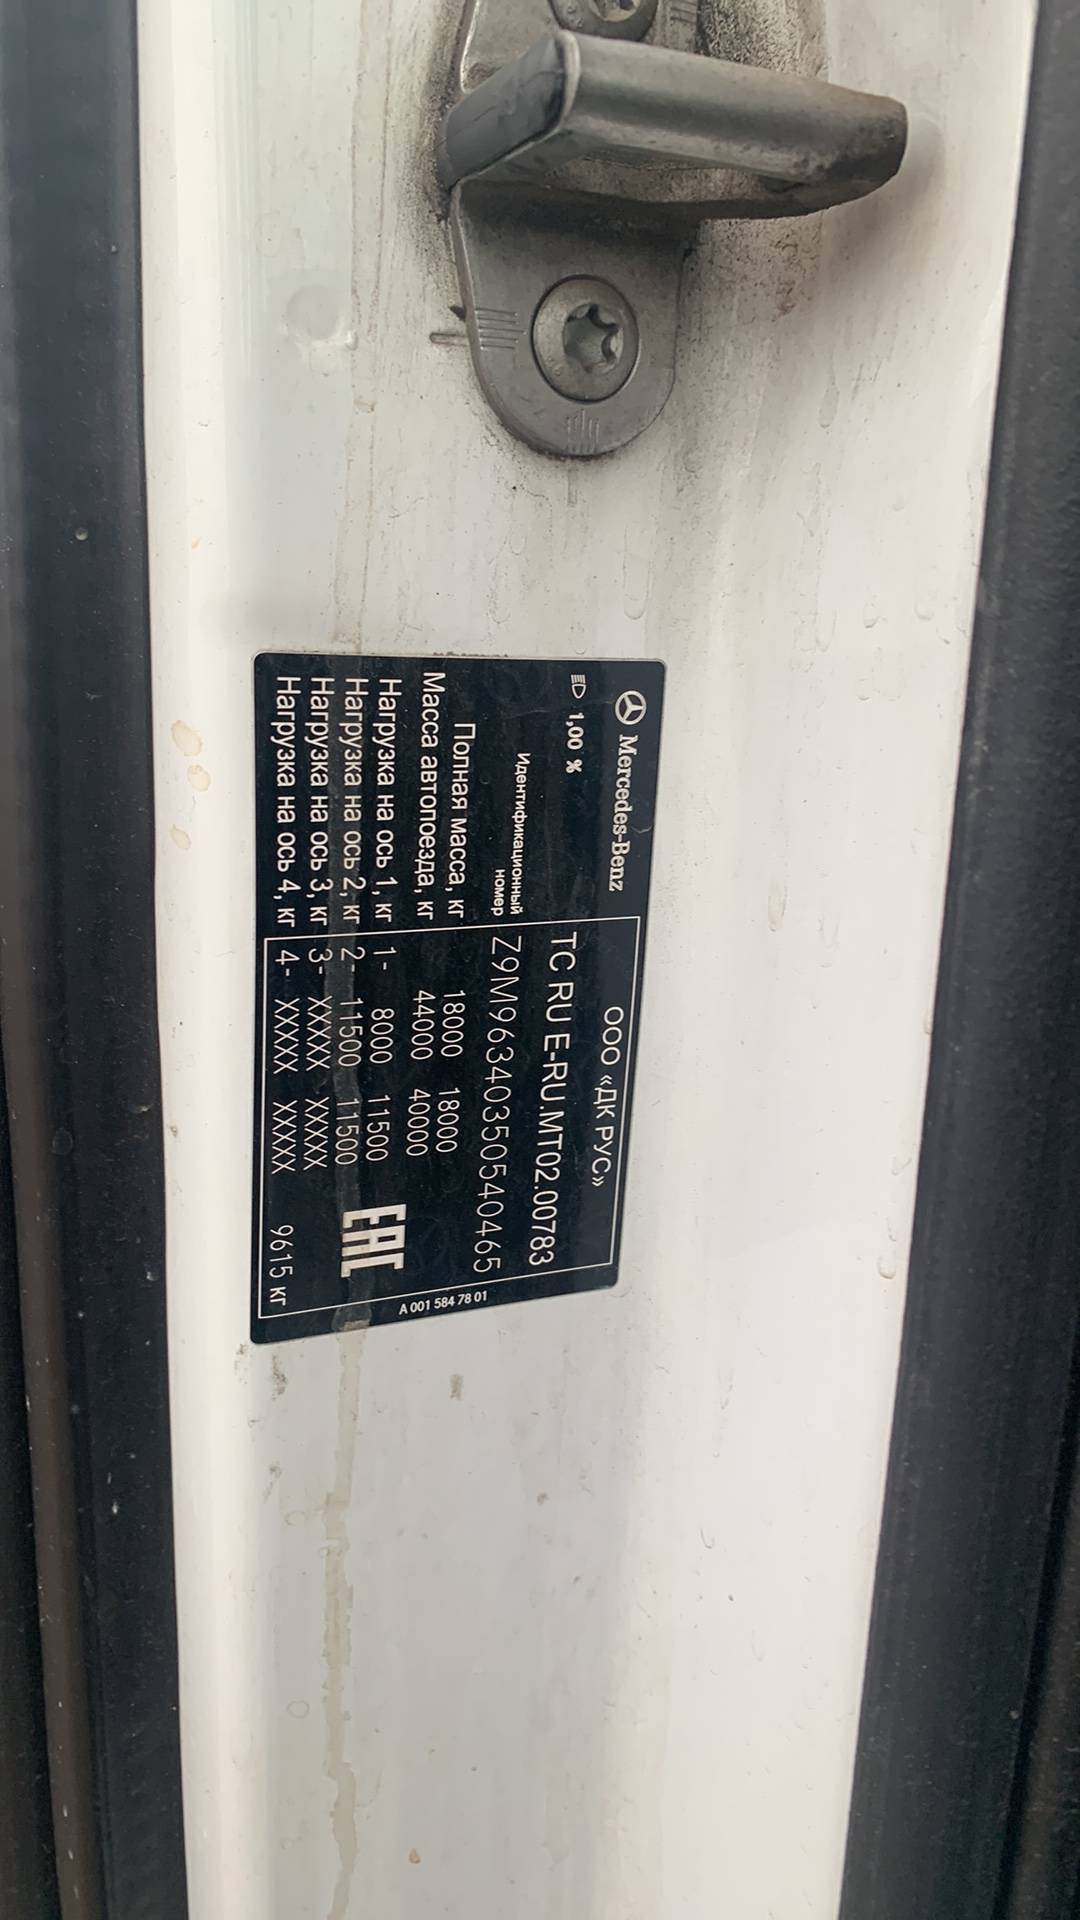 Mercedes-Benz
ООО «ДК РУС»
1,00 %
ТС RU E-RU.MT02.00783
Идентификационный
номер
Z9M96340350540465
Полная масса, кг 18000 18000
Масса автопоезда, кг 44000 40000
Нагрузка на ось 1, кг 1- 8000 11500
Нагрузка на ось 2, кг 2- 11500 11500
Нагрузка на ось 3, кг 3- XXXXX XXXXX
Нагрузка на ось 4, кг 4- XXXXX XXXXX 9615 кг
EAC
A 001 584 78 01